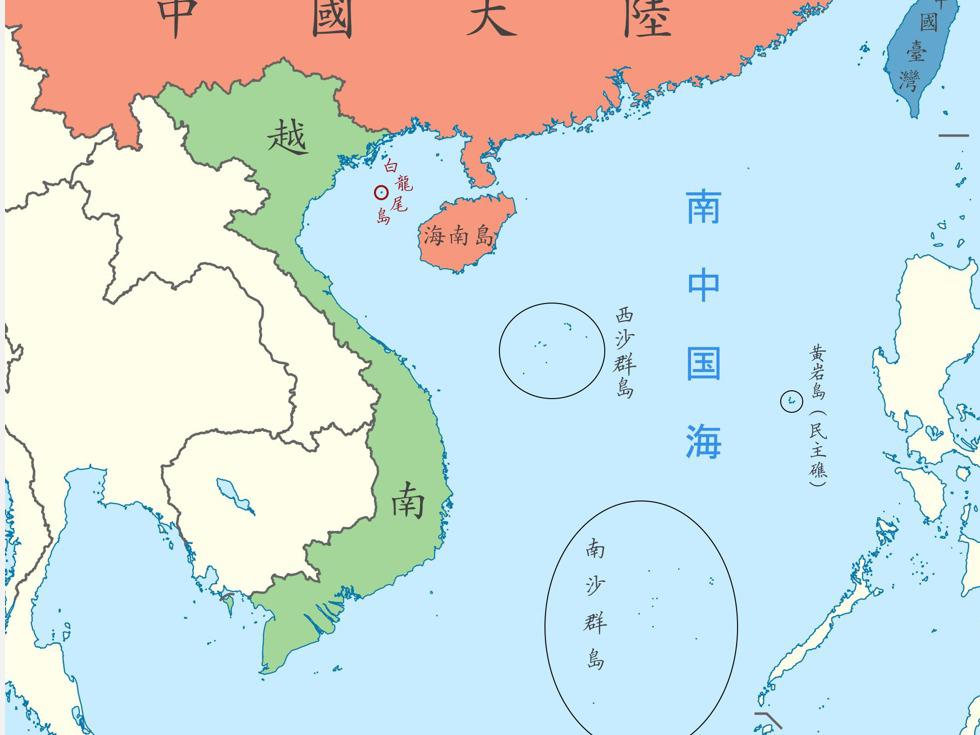 中國大陸
中國臺灣
越南
白龍尾島
海南島
南中国海
西沙群島
黃岩島（民主礁）
南沙群島